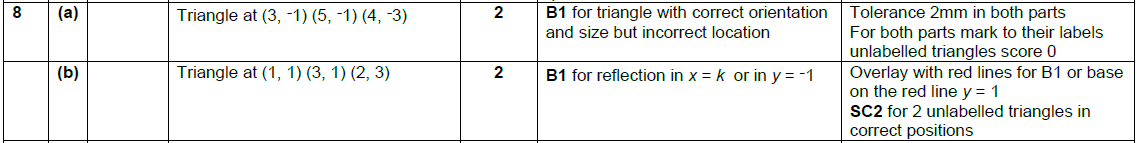 8 (a) Triangle at (3, -1) (5, -1) (4, -3) 2 B1 for triangle with correct orientation and size but incorrect location Tolerance 2mm in both parts
For both parts mark to their labels
unlabelled triangles score 0
(b) Triangle at (1, 1) (3, 1) (2, 3) 2 B1 for reflection in x = k or in y = -1 Overlay with red lines for B1 or base
on the red line y = 1
SC2 for 2 unlabelled triangles in
correct positions